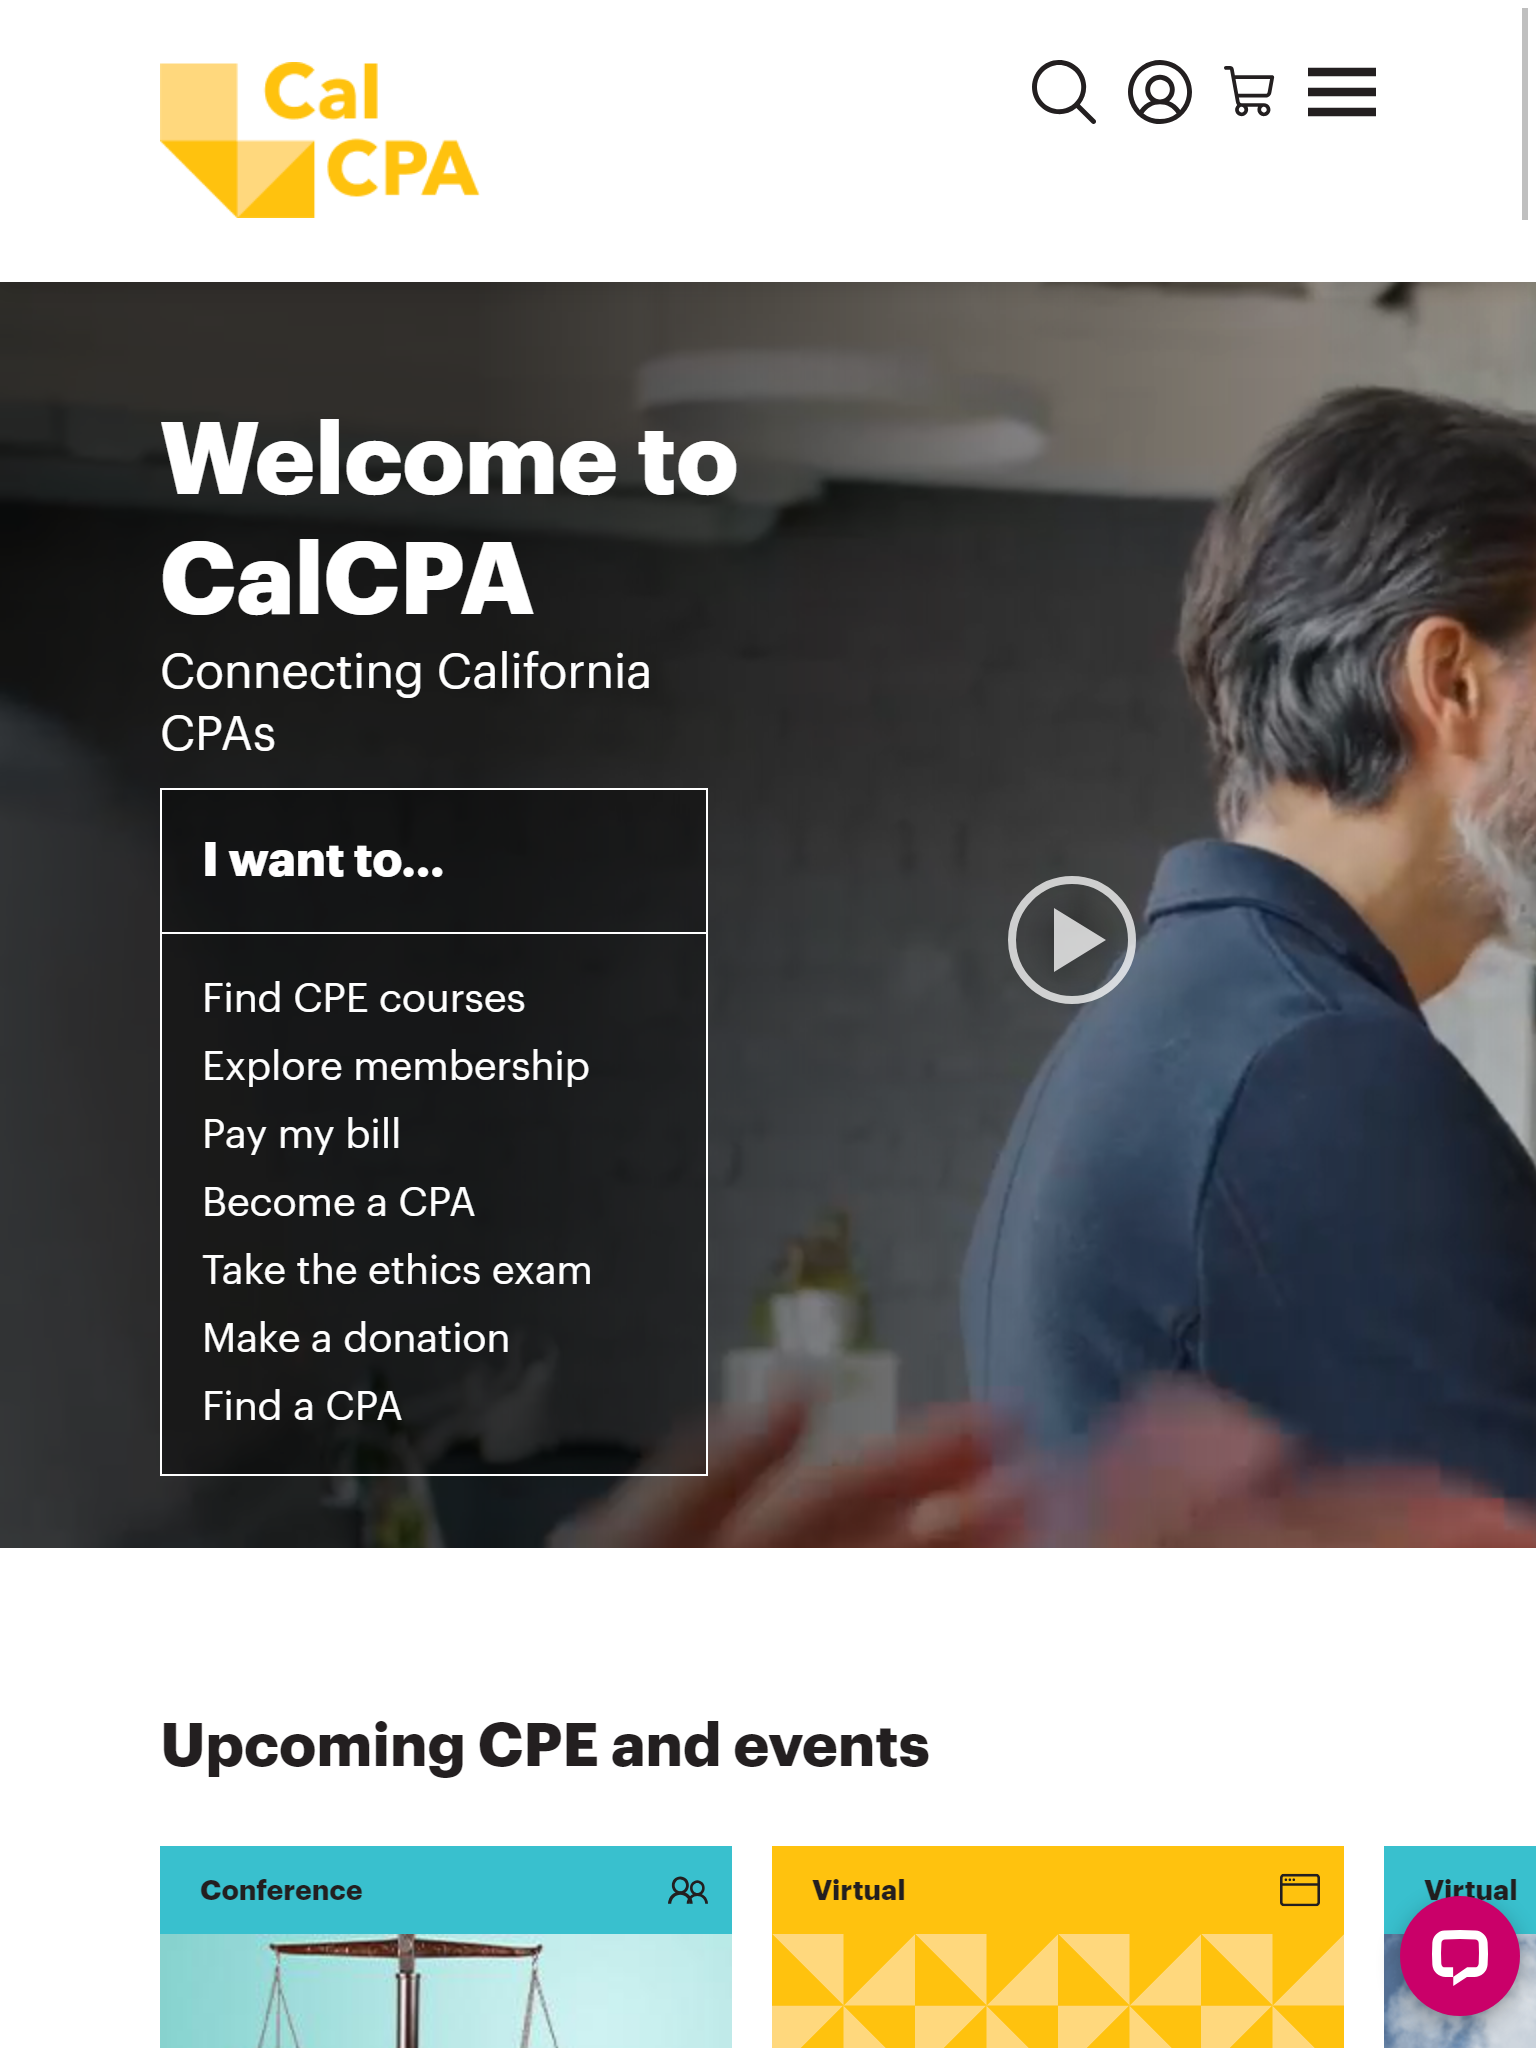 Cal
CPA
Welcome to
CalCPA
Connecting California
CPAs
I want to...
Find CPE courses
Explore membership
Pay my bill
Become a CPA
Take the ethics exam
Make a donation
Find a CPA
Upcoming CPE and events
Conference
Virtual
Virtual